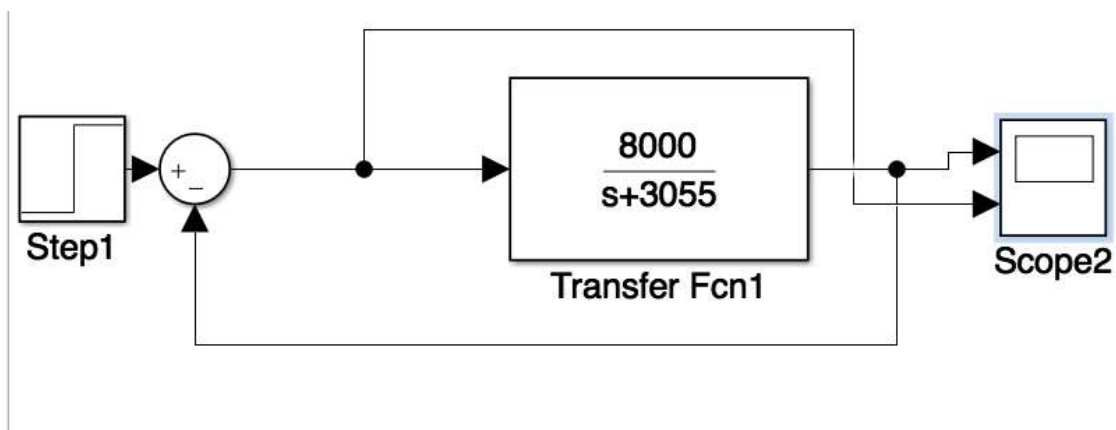 +
−
8000
s+3055
Step1
Transfer Fcn1
Scope2